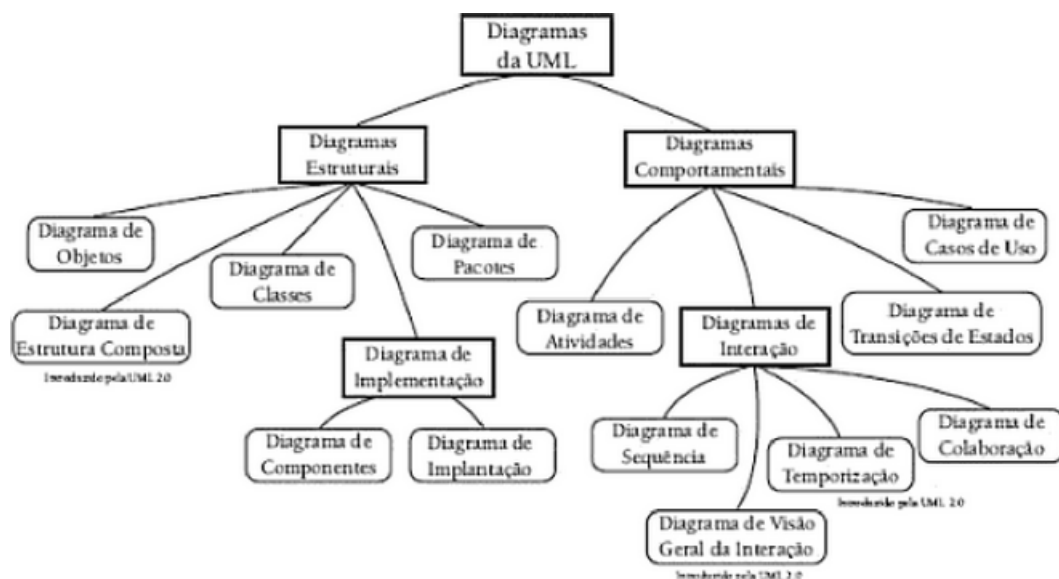 Diagramas
da UML
Diagramas
Estruturais
Diagramas
Comportamentais
Diagrama de
Objetos
Diagrama de
Classes
Diagrama de
Pacotes
Diagrama de
Casos de Uso
Diagrama de
Estrutura Composta
Introduzido pela UML 2.0
Diagrama de
Implementação
Diagrama de
Atividades
Diagramas de
Interação
Diagrama de
Transições de Estados
Diagrama de
Componentes
Diagrama de
Implantação
Diagrama de
Sequência
Diagrama de
Temporização
Introduzido pela UML 2.0
Diagrama de
Colaboração
Diagrama de Visão
Geral da Interação
Introduzido pela UML 2.0